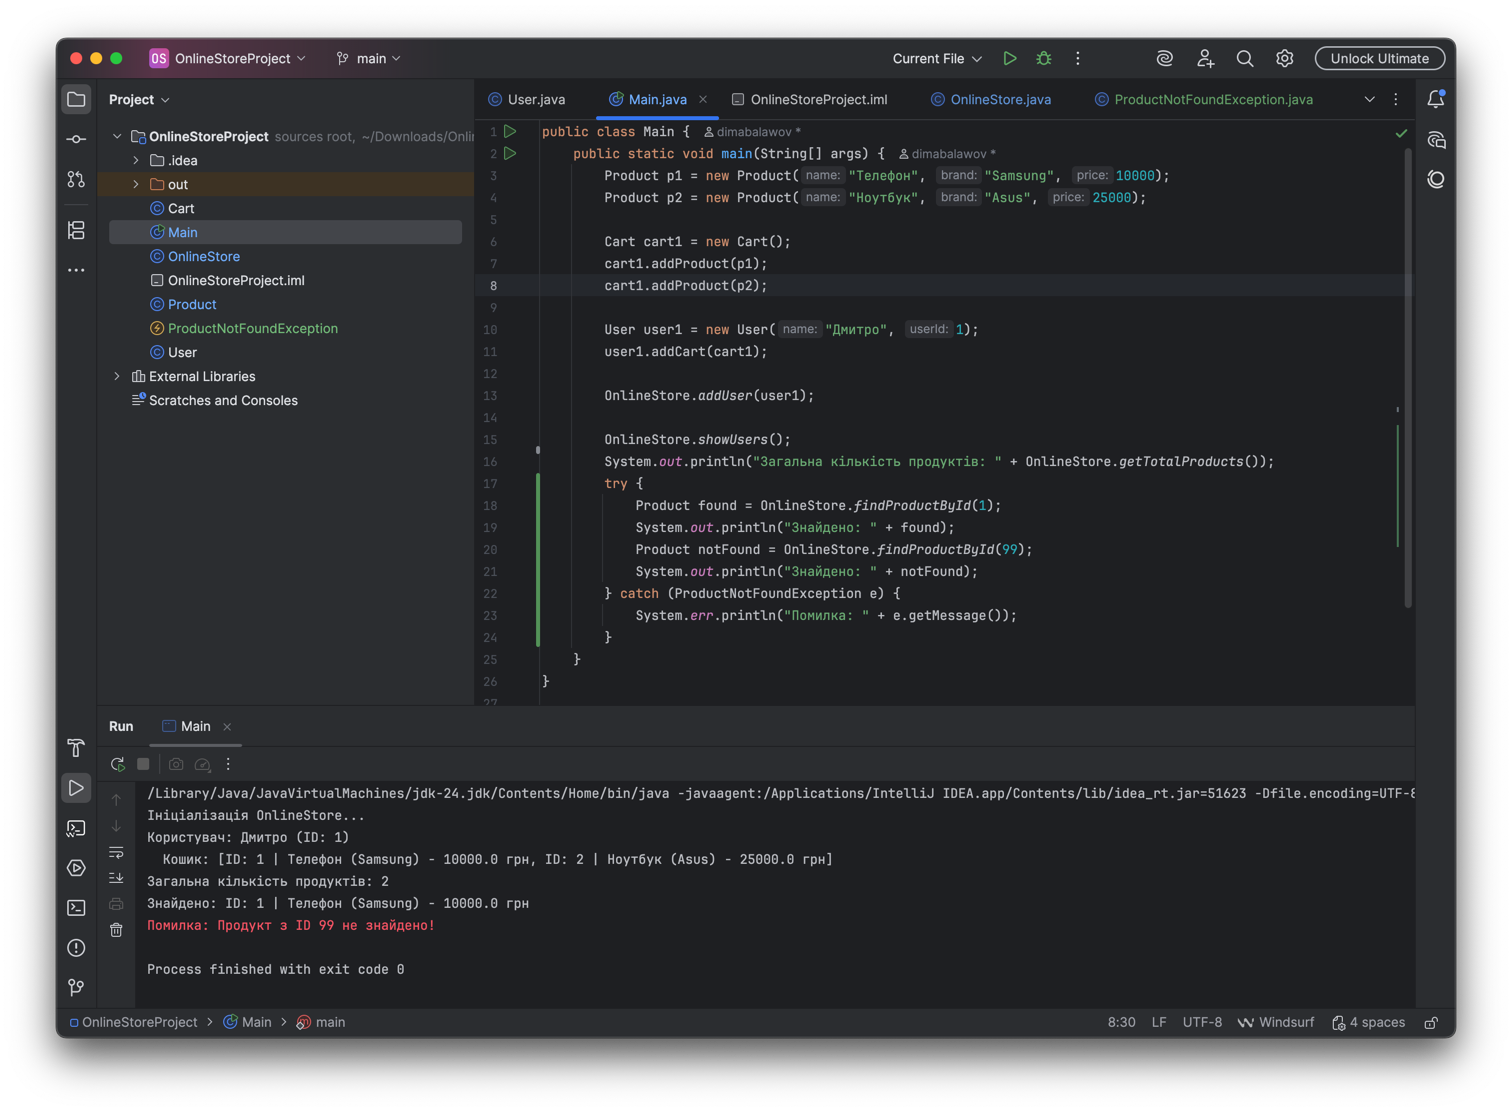 OS OnlineStoreProject main Current File Unlock Ultimate
Project
OnlineStoreProject sources root, ~/Downloads/Onli
.idea
out
Cart
Main
OnlineStore
OnlineStoreProject.iml
Product
ProductNotFoundException
User
External Libraries
Scratches and Consoles
User.java Main.java OnlineStoreProject.iml OnlineStore.java ProductNotFoundException.java
1 public class Main { dimabalawov *
2 public static void main(String[] args) { dimabalawov *
3 Product p1 = new Product( name: "Телефон", brand: "Samsung", price: 10000);
4 Product p2 = new Product( name: "Ноутбук", brand: "Asus", price: 25000);
5
6 Cart cart1 = new Cart();
7 cart1.addProduct(p1);
8 cart1.addProduct(p2);
9
10 User user1 = new User( name: "Дмитро", userId: 1);
11 user1.addCart(cart1);
12
13 OnlineStore.addUser(user1);
14
15 OnlineStore.showUsers();
16 System.out.println("Загальна кількість продуктів: " + OnlineStore.getTotalProducts());
17 try {
18 Product found = OnlineStore.findProductById(1);
19 System.out.println("Знайдено: " + found);
20 Product notFound = OnlineStore.findProductById(99);
21 System.out.println("Знайдено: " + notFound);
22 } catch (ProductNotFoundException e) {
23 System.err.println("Помилка: " + e.getMessage());
24 }
25 }
26 }
27
Run Main
/Library/Java/JavaVirtualMachines/jdk-24.jdk/Contents/Home/bin/java -javaagent:/Applications/IntelliJ IDEA.app/Contents/lib/idea_rt.jar=51623 -Dfile.encoding=UTF-8
Ініціалізація OnlineStore...
Користувач: Дмитро (ID: 1)
Кошик: [ID: 1 | Телефон (Samsung) - 10000.0 грн, ID: 2 | Ноутбук (Asus) - 25000.0 грн]
Загальна кількість продуктів: 2
Знайдено: ID: 1 | Телефон (Samsung) - 10000.0 грн
Помилка: Продукт з ID 99 не знайдено!
Process finished with exit code 0
OnlineStoreProject Main main 8:30 LF UTF-8 Windsurf 4 spaces